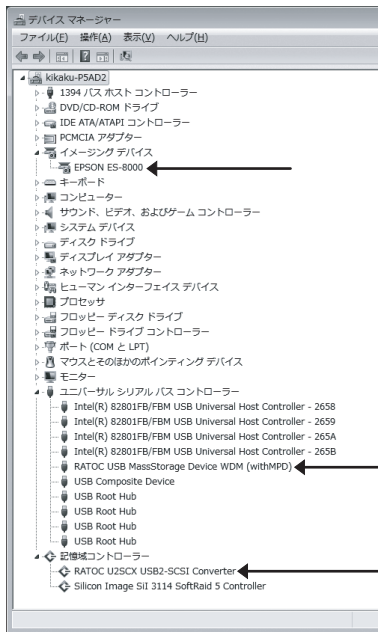 デバイス マネージャー
ファイル(F) 操作(A) 表示(V) ヘルプ(H)
kikaku-P5AD2
1394 バス ホスト コントローラー
DVD/CD-ROM ドライブ
IDE ATA/ATAPI コントローラー
PCMCIA アダプター
イメージング デバイス
EPSON ES-8000
キーボード
コンピューター
サウンド、ビデオ、およびゲーム コントローラー
システム デバイス
ディスク ドライブ
ディスプレイ アダプター
ネットワーク アダプター
ヒューマン インターフェイス デバイス
プロセッサ
フロッピー ディスク ドライブ
フロッピー ドライブ コントローラー
ポート (COM と LPT)
マウスとそのほかのポインティング デバイス
モニター
ユニバーサル シリアル バス コントローラー
Intel(R) 82801FB/FBM USB Universal Host Controller - 2658
Intel(R) 82801FB/FBM USB Universal Host Controller - 2659
Intel(R) 82801FB/FBM USB Universal Host Controller - 265A
Intel(R) 82801FB/FBM USB Universal Host Controller - 265B
RATOC USB MassStorage Device WDM (withMPD)
USB Composite Device
USB Root Hub
USB Root Hub
USB Root Hub
USB Root Hub
記憶域コントローラー
RATOC U2SCX USB2-SCSI Converter
Silicon Image SiI 3114 SoftRaid 5 Controller